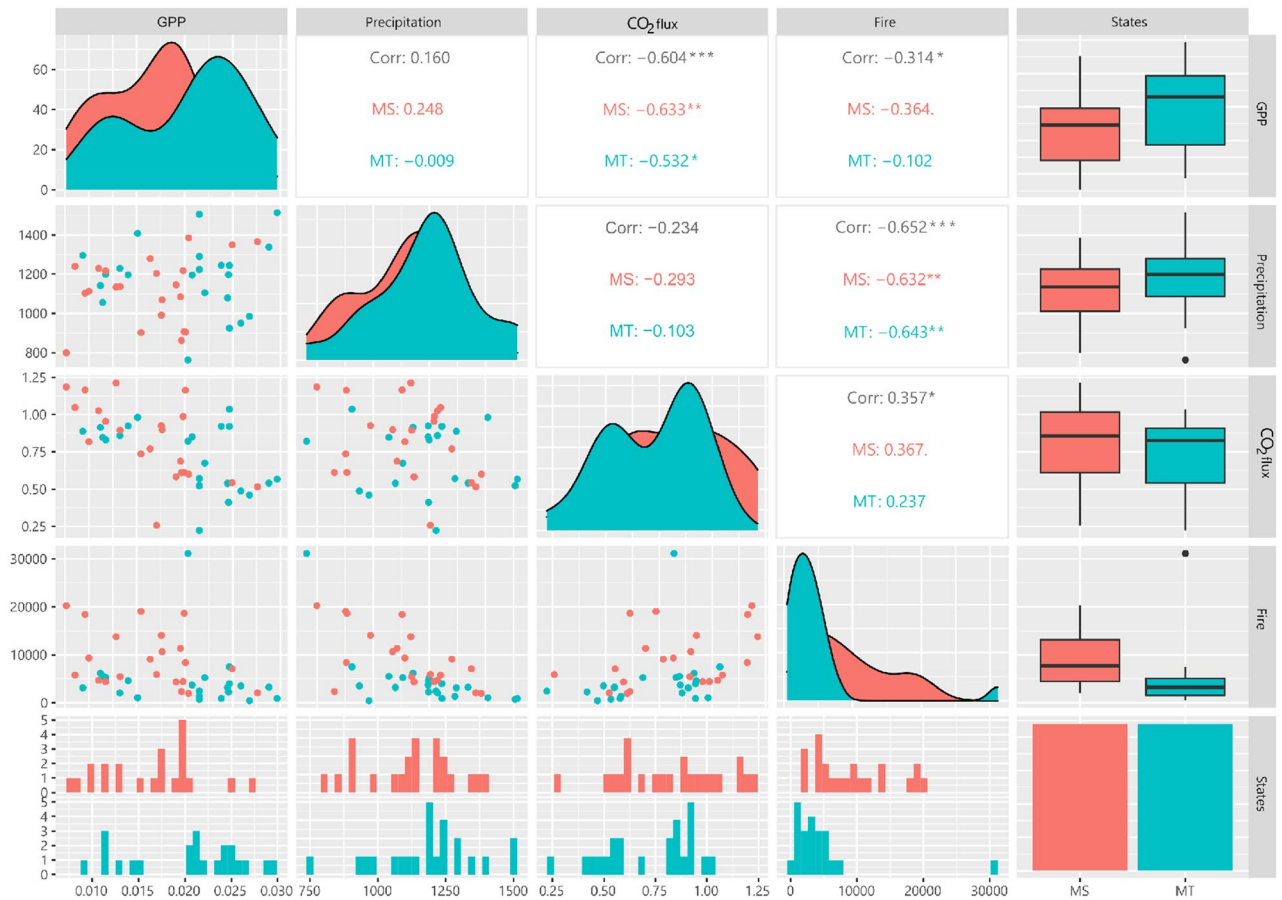 GPP Precipitation CO2 flux Fire States
60
40
20
0
Corr: 0.160
MS: 0.248
MT: −0.009
Corr: −0.604***
MS: −0.633**
MT: −0.532*
Corr: −0.314*
MS: −0.364.
MT: −0.102
GPP
1400
1200
1000
800
Corr: −0.234
MS: −0.293
MT: −0.103
Corr: −0.652***
MS: −0.632**
MT: −0.643**
Precipitation
1.25
1.00
0.75
0.50
0.25
Corr: 0.357*
MS: 0.367.
MT: 0.237
CO2 flux
30000
20000
10000
0
Fire
5
4
3
2
1
0
5
4
3
2
1
0
States
0.010 0.015 0.020 0.025 0.030
750 1000 1250 1500
0.25 0.50 0.75 1.00 1.25
0 10000 20000 30000
MS MT